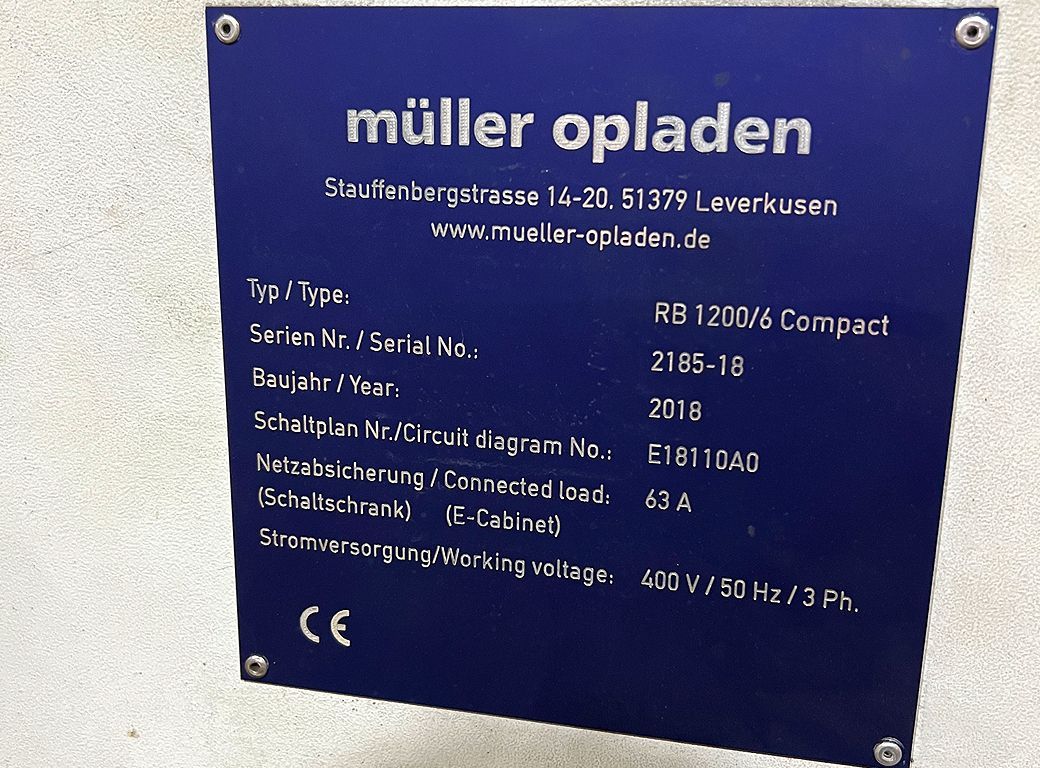 müller opladen
Stauffenbergstrasse 14-20, 51379 Leverkusen
www.mueller-opladen.de
Typ / Type: RB 1200/6 Compact
Serien Nr. / Serial No.: 2185-18
Baujahr / Year: 2018
Schaltplan Nr./Circuit diagram No.: E18110A0
Netzabsicherung / Connected load: 63 A
(Schaltschrank) (E-Cabinet)
Stromversorgung/Working voltage: 400 V / 50 Hz / 3 Ph.
CE